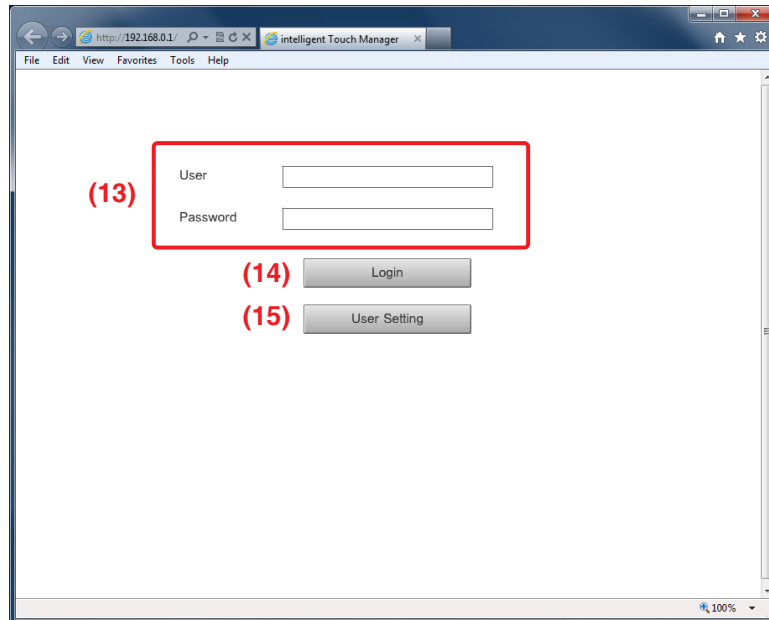 http://192.168.0.1/
intelligent Touch Manager
File Edit View Favorites Tools Help
(13)
User
Password
(14)
Login
(15)
User Setting
100%